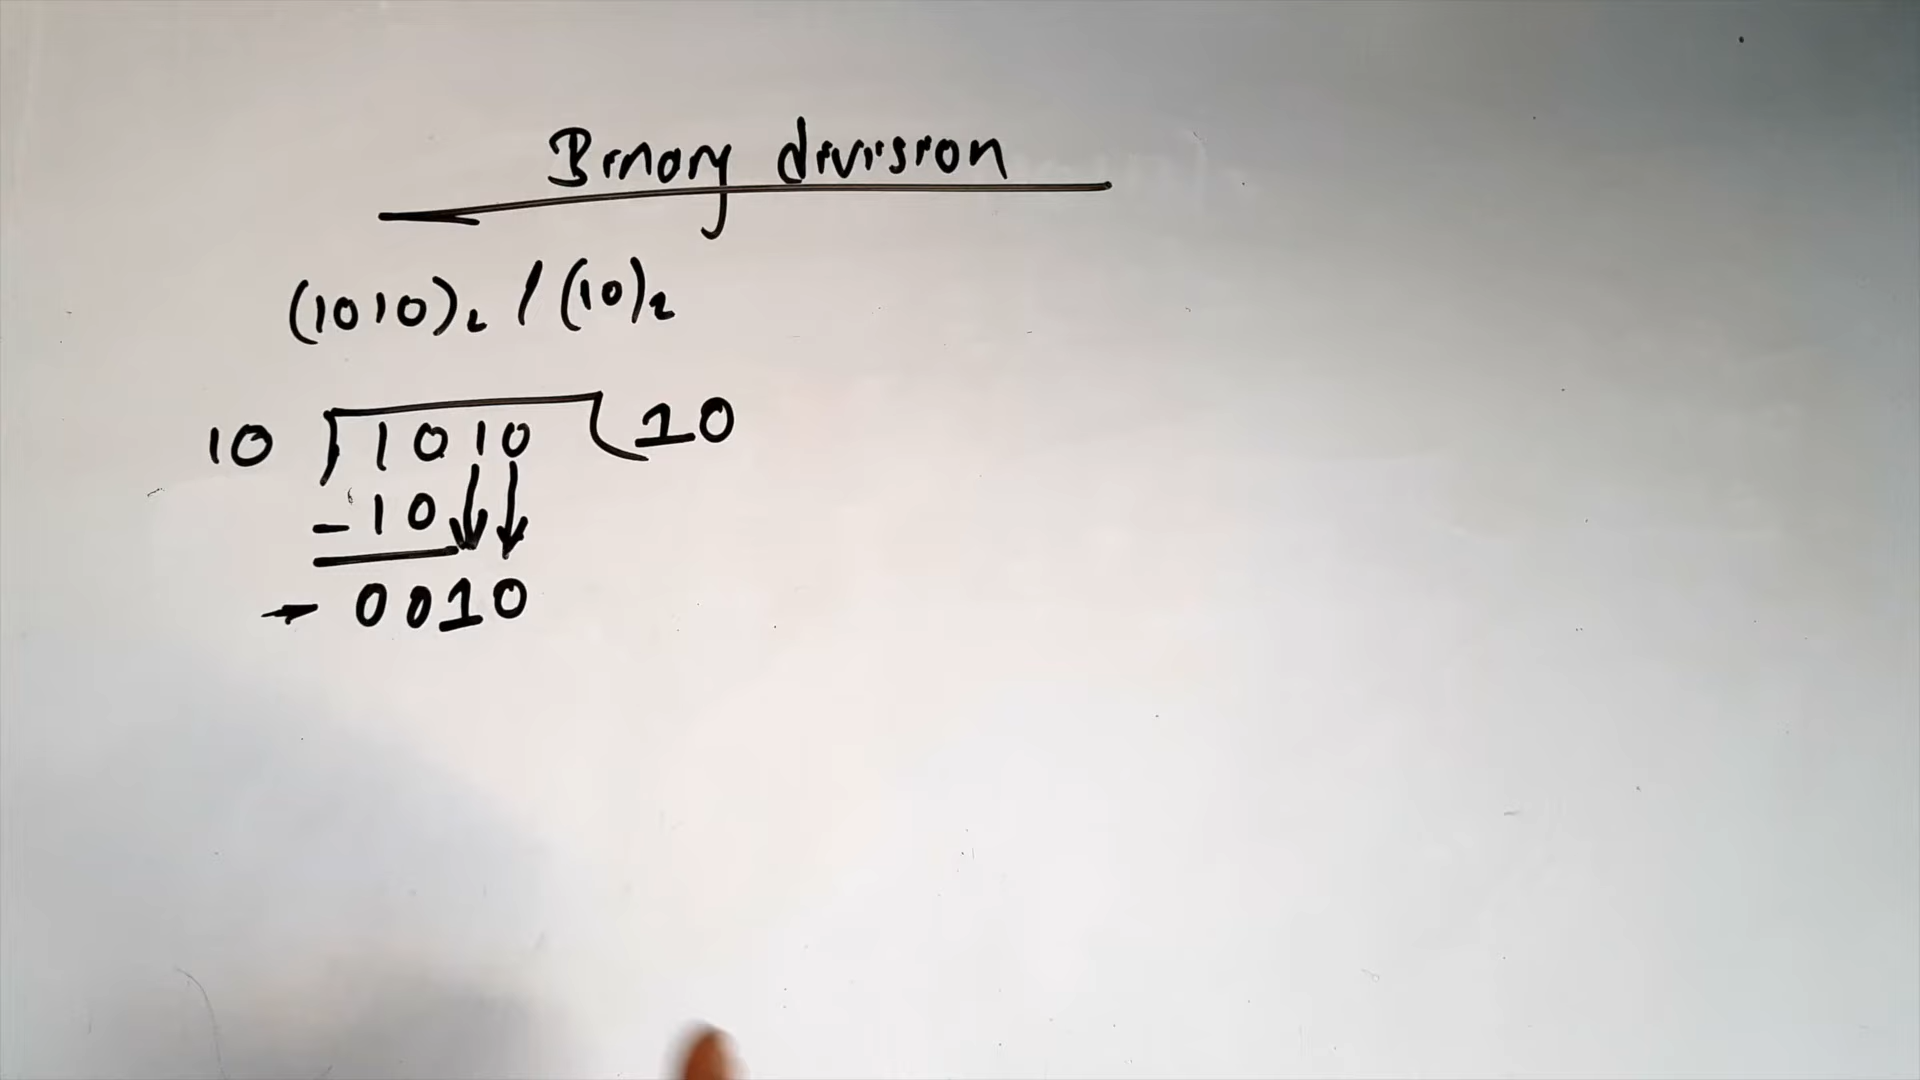 Binary division
(1010)₂ / (10)₂
10 ) 1010 ( 10
- 10
- 0010